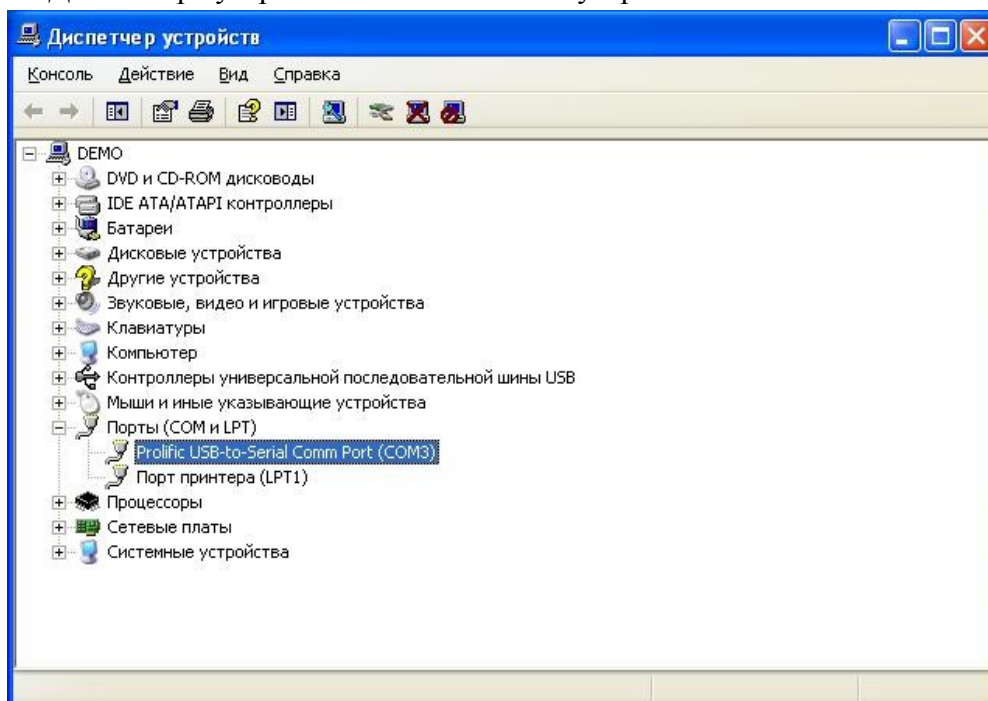 Диспетчер устройств
Консоль Действие Вид Справка
DEMO
DVD и CD-ROM дисководы
IDE ATA/ATAPI контроллеры
Батареи
Дисковые устройства
Другие устройства
Звуковые, видео и игровые устройства
Клавиатуры
Компьютер
Контроллеры универсальной последовательной шины USB
Мыши и иные указывающие устройства
Порты (COM и LPT)
Prolific USB-to-Serial Comm Port (COM3)
Порт принтера (LPT1)
Процессоры
Сетевые платы
Системные устройства